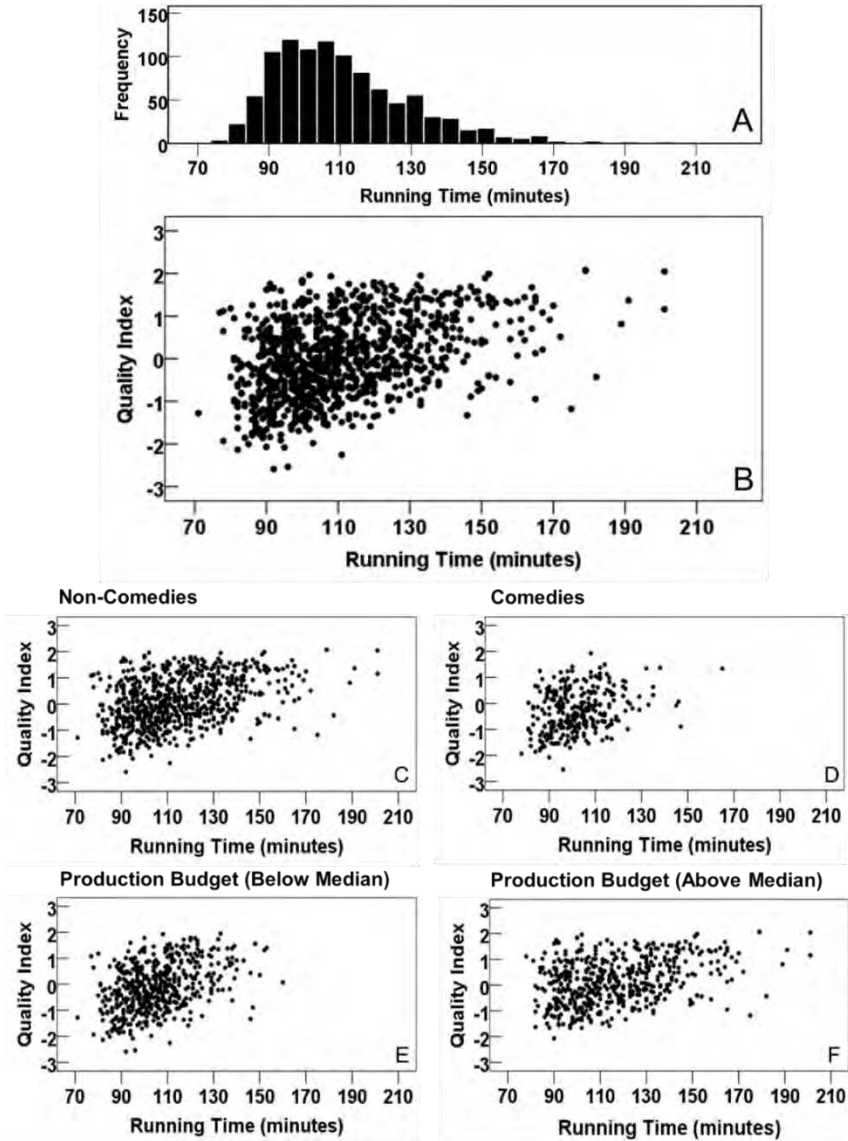 150
100
50
0
Frequency
A
70 90 110 130 150 170 190 210
Running Time (minutes)
3
2
1
0
-1
-2
-3
Quality Index
B
70 90 110 130 150 170 190 210
Running Time (minutes)
Non-Comedies
3
2
1
0
-1
-2
-3
Quality Index
C
70 90 110 130 150 170 190 210
Running Time (minutes)
Comedies
3
2
1
0
-1
-2
-3
Quality Index
D
70 90 110 130 150 170 190 210
Running Time (minutes)
Production Budget (Below Median)
3
2
1
0
-1
-2
-3
Quality Index
E
70 90 110 130 150 170 190 210
Running Time (minutes)
Production Budget (Above Median)
3
2
1
0
-1
-2
-3
Quality Index
F
70 90 110 130 150 170 190 210
Running Time (minutes)